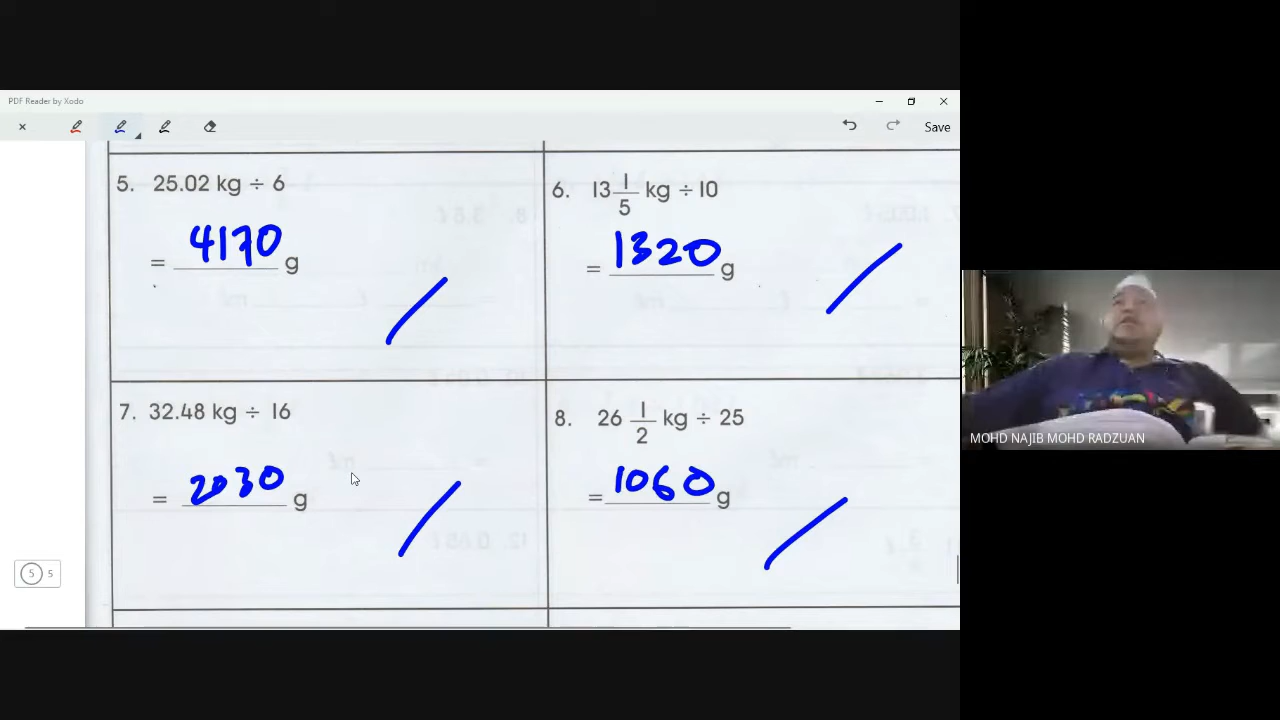 PDF Reader by Xodo
Save
5. 25.02 kg ÷ 6
= 4170 g
6. 13 1/5 kg ÷ 10
= 1320 g
7. 32.48 kg ÷ 16
= 2030 g
8. 26 1/2 kg ÷ 25
= 1060 g
5 5
MOHD NAJIB MOHD RADZUAN